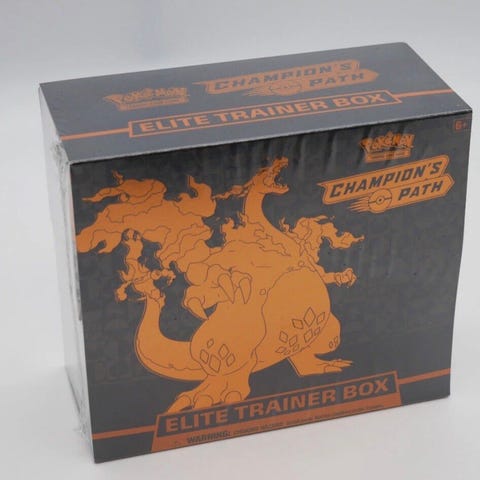 POKéMON
CHAMPION'S
PATH
ELITE TRAINER BOX
6+
POKéMON
CHAMPION'S
PATH
ELITE TRAINER BOX
WARNING: